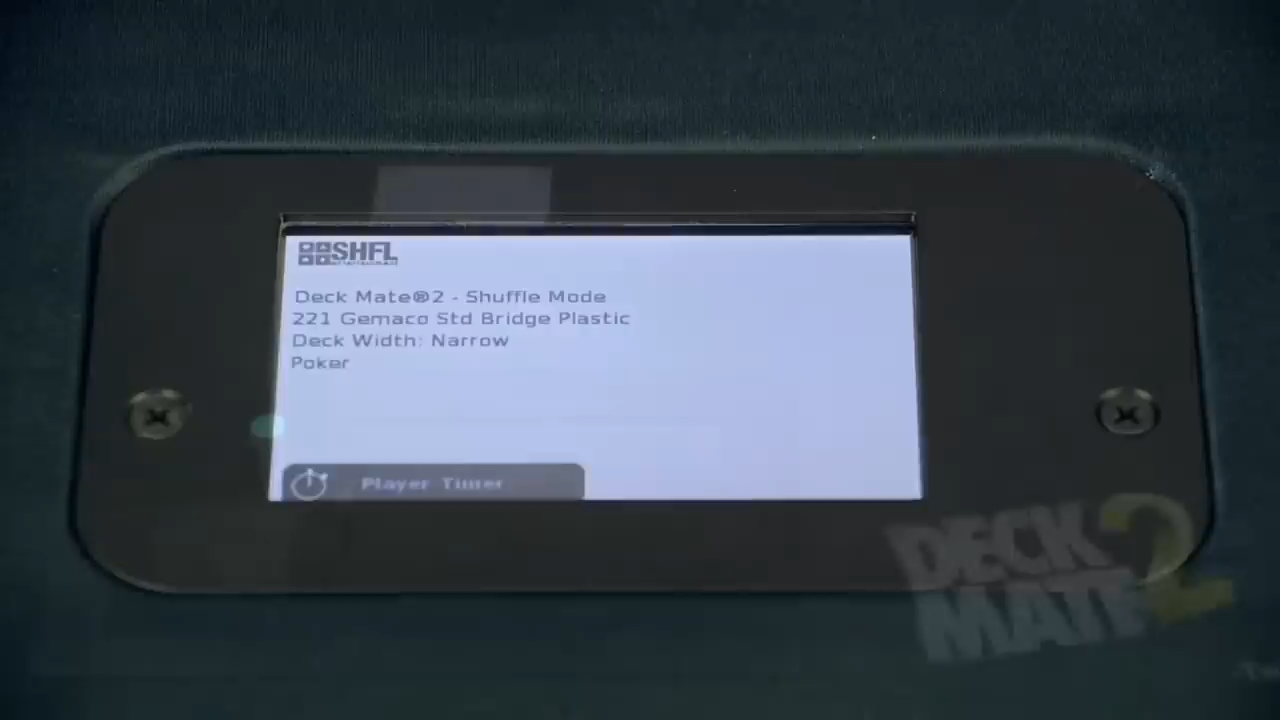 SHFL
Deck Mate®2 - Shuffle Mode
221 Gemaco Std Bridge Plastic
Deck Width: Narrow
Poker
Player Timer
DECK
MATE 2